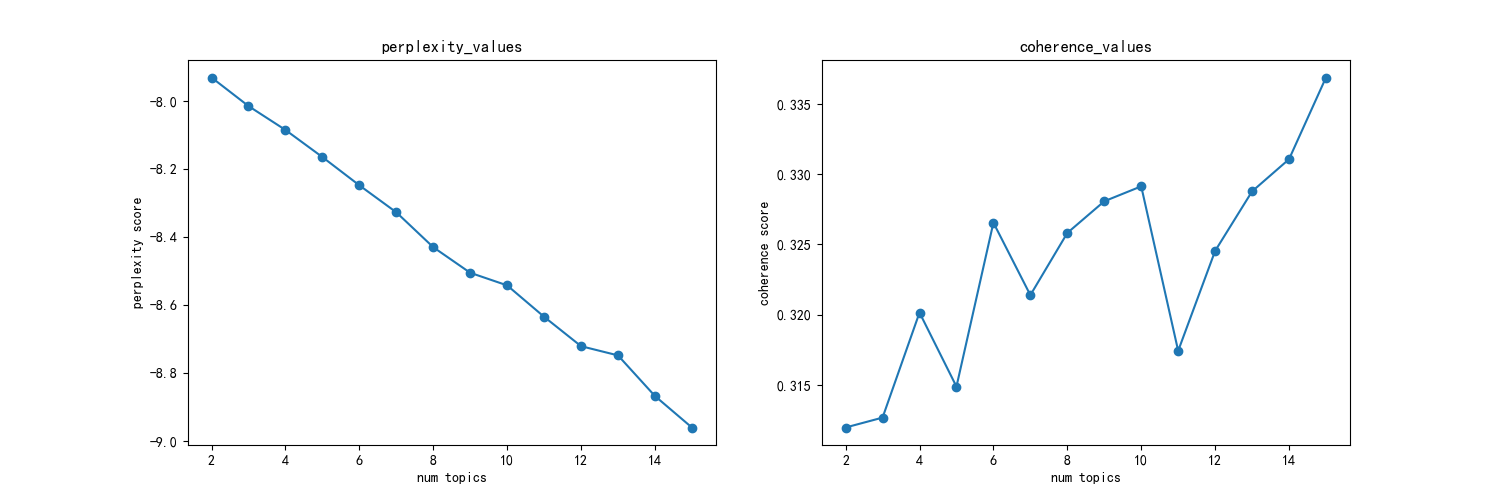 perplexity_values
perplexity score
-8.0
-8.2
-8.4
-8.6
-8.8
-9.0
2 4 6 8 10 12 14
num topics
coherence_values
coherence score
0.335
0.330
0.325
0.320
0.315
2 4 6 8 10 12 14
num topics